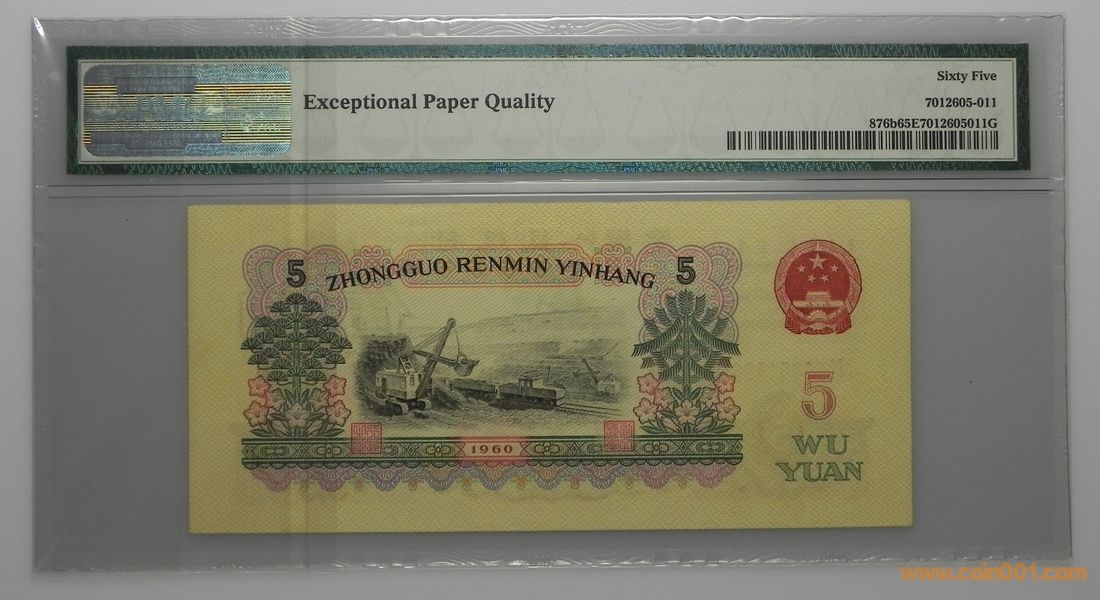 Sixty Five
Exceptional Paper Quality
7012605-011
876b65E7012605011G
5 ZHONGGUO RENMIN YINHANG 5
5
1960
WU
YUAN
www.coin001.com